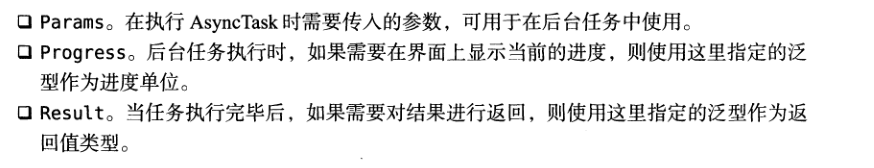 ❑ Params。在执行 AsyncTask 时需要传入的参数，可用于在后台任务中使用。
❑ Progress。后台任务执行时，如果需要在界面上显示当前的进度，则使用这里指定的泛
型作为进度单位。
❑ Result。当任务执行完毕后，如果需要对结果进行返回，则使用这里指定的泛型作为返
回值类型。